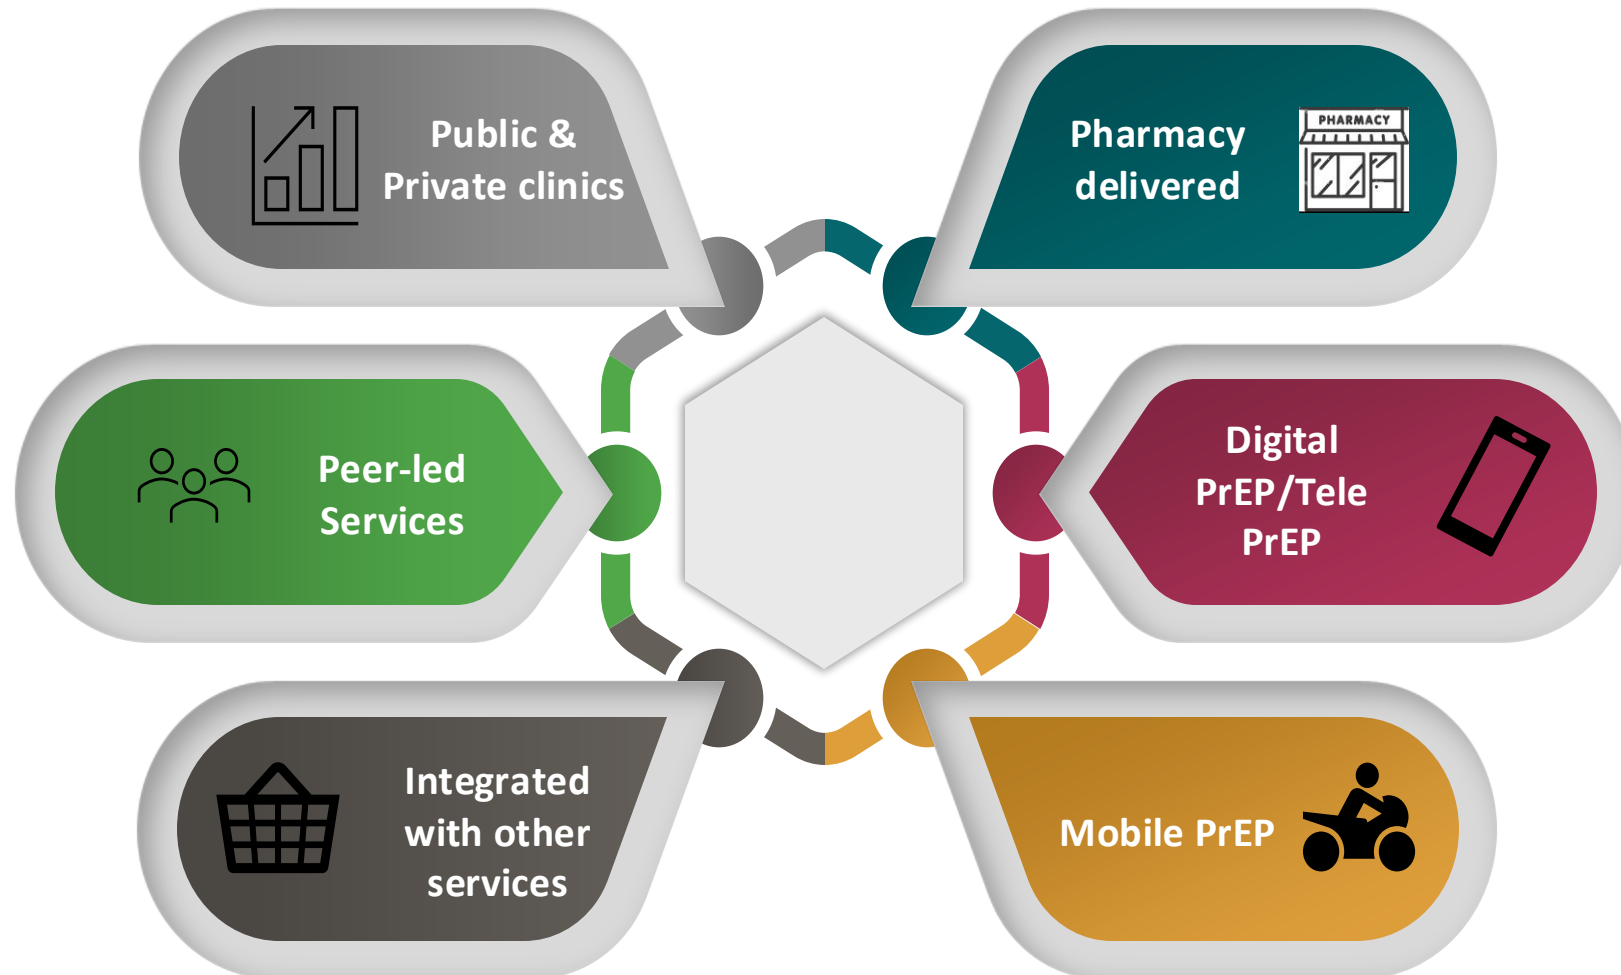 Public &
Private clinics
Pharmacy
delivered
PHARMACY
Peer-led
Services
Digital
PrEP/Tele
PrEP
Integrated
with other
services
Mobile PrEP